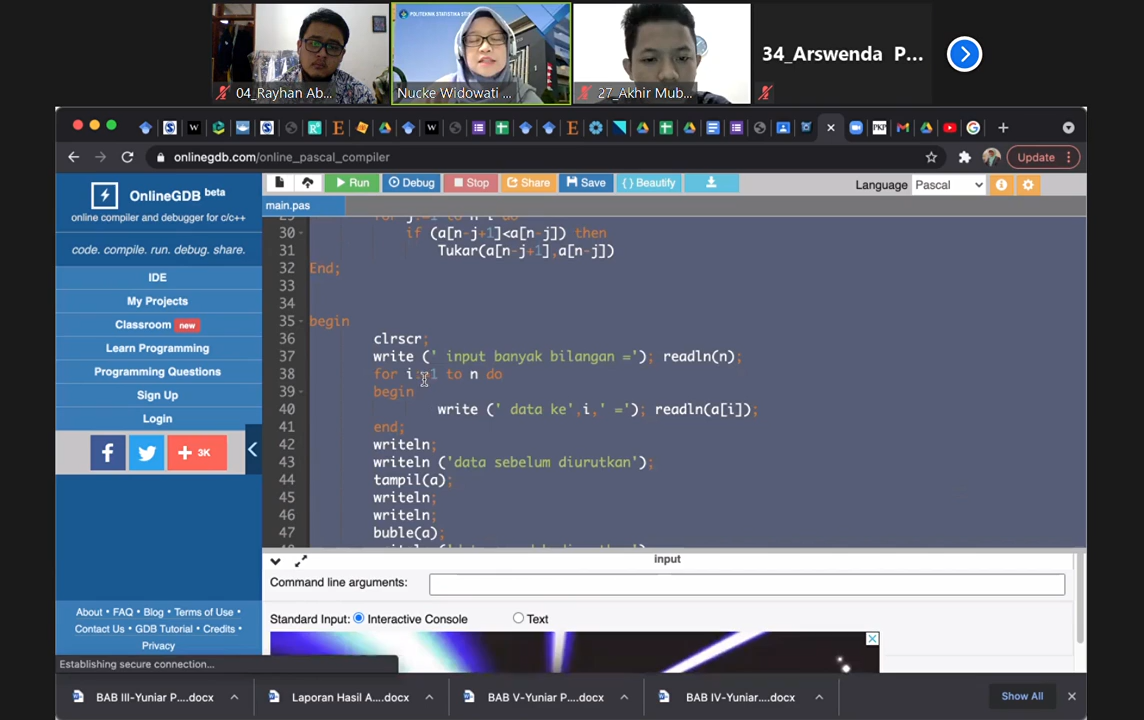 POLITEKNIK STATISTIKA
34_Arswenda P...
04_Rayhan Ab...
Nucke Widowati ...
27_Akhir Mub...
Update
onlinegdb.com/online_pascal_compiler
OnlineGDB beta
online compiler and debugger for c/c++
code. compile. run. debug. share.
IDE
My Projects
Classroom new
Learn Programming
Programming Questions
Sign Up
Login
3K
About • FAQ • Blog • Terms of Use •
Contact Us • GDB Tutorial • Credits •
Privacy
Establishing secure connection...
Run
Debug
Stop
Share
Save
{ } Beautify
Language Pascal
main.pas
30 if (a[n-j+1]<a[n-j]) then
31 Tukar(a[n-j+1],a[n-j])
32 End;
33
34
35 begin
36 clrscr;
37 write (' input banyak bilangan ='); readln(n);
38 for i:=1 to n do
39 begin
40 write (' data ke',i,' ='); readln(a[i]);
41 end;
42 writeln;
43 writeln ('data sebelum diurutkan');
44 tampil(a);
45 writeln;
46 writeln;
47 buble(a);
input
Command line arguments:
Standard Input: Interactive Console Text
BAB III-Yuniar P....docx
Laporan Hasil A....docx
BAB V-Yuniar P....docx
BAB IV-Yuniar....docx
Show All